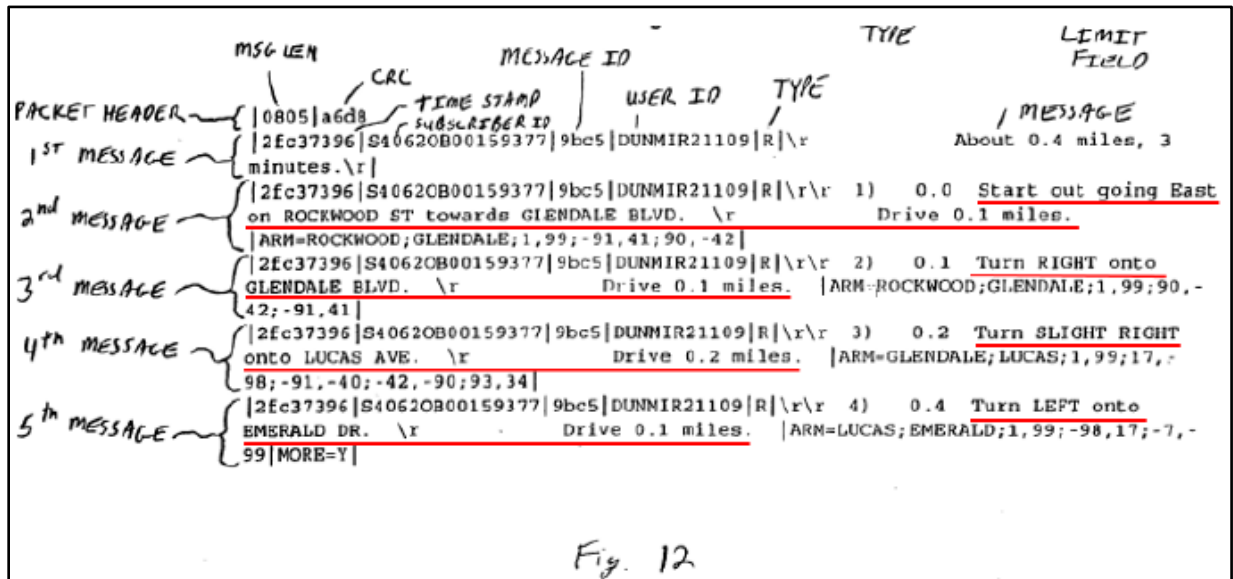 TYPE LIMIT
FIELD
MSG LEN MESSAGE ID
CRC
TIME STAMP USER ID TYPE
PACKET HEADER |0805|a6d8 SUBSCRIBER ID MESSAGE
1ST MESSAGE |2fc37396|S4062OB00159377|9bc5|DUNMIR21109|R|\r About 0.4 miles, 3
minutes.\r|
2nd MESSAGE |2fc37396|S4062OB00159377|9bc5|DUNMIR21109|R|\r\r 1) 0.0 Start out going East
on ROCKWOOD ST towards GLENDALE BLVD. \r Drive 0.1 miles.
|ARM=ROCKWOOD;GLENDALE;1,99;-91,41;90,-42|
3rd MESSAGE |2fc37396|S4062OB00159377|9bc5|DUNMIR21109|R|\r\r 2) 0.1 Turn RIGHT onto
GLENDALE BLVD. \r Drive 0.1 miles. |ARM=ROCKWOOD;GLENDALE;1,99;90,-
42;-91,41|
4th MESSAGE |2fc37396|S4062OB00159377|9bc5|DUNMIR21109|R|\r\r 3) 0.2 Turn SLIGHT RIGHT
onto LUCAS AVE. \r Drive 0.2 miles. |ARM=GLENDALE;LUCAS;1,99;17,-
98;-91,-40;-42,-90;93,34|
5th MESSAGE |2fc37396|S4062OB00159377|9bc5|DUNMIR21109|R|\r\r 4) 0.4 Turn LEFT onto
EMERALD DR. \r Drive 0.1 miles. |ARM=LUCAS;EMERALD;1,99;-98,17;-7,-
99|MORE=Y|
Fig. 12